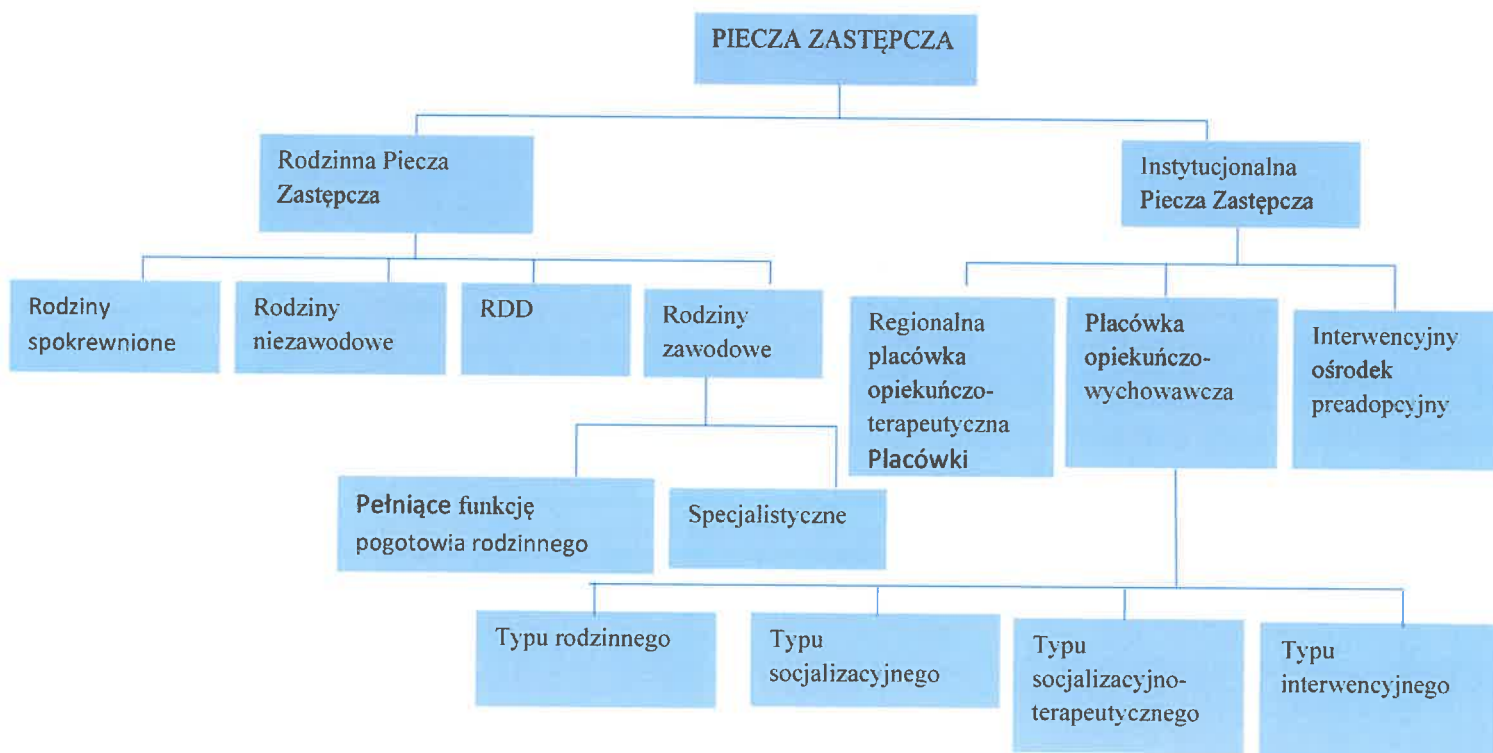 PIECZA ZASTĘPCZA
Rodzinna Piecza
Zastępcza
Instytucjonalna
Piecza Zastępcza
Rodziny
spokrewnione
Rodziny
niezawodowe
RDD
Rodziny
zawodowe
Regionalna
placówka
opiekuńczo-
terapeutyczna
Placówki
Placówka
opiekuńczo-
wychowawcza
Interwencyjny
ośrodek
preadopcyjny
Pełniące funkcję
pogotowia rodzinnego
Specjalistyczne
Typu rodzinnego
Typu
socjalizacyjnego
Typu
socjalizacyjno-
terapeutycznego
Typu
interwencyjnego